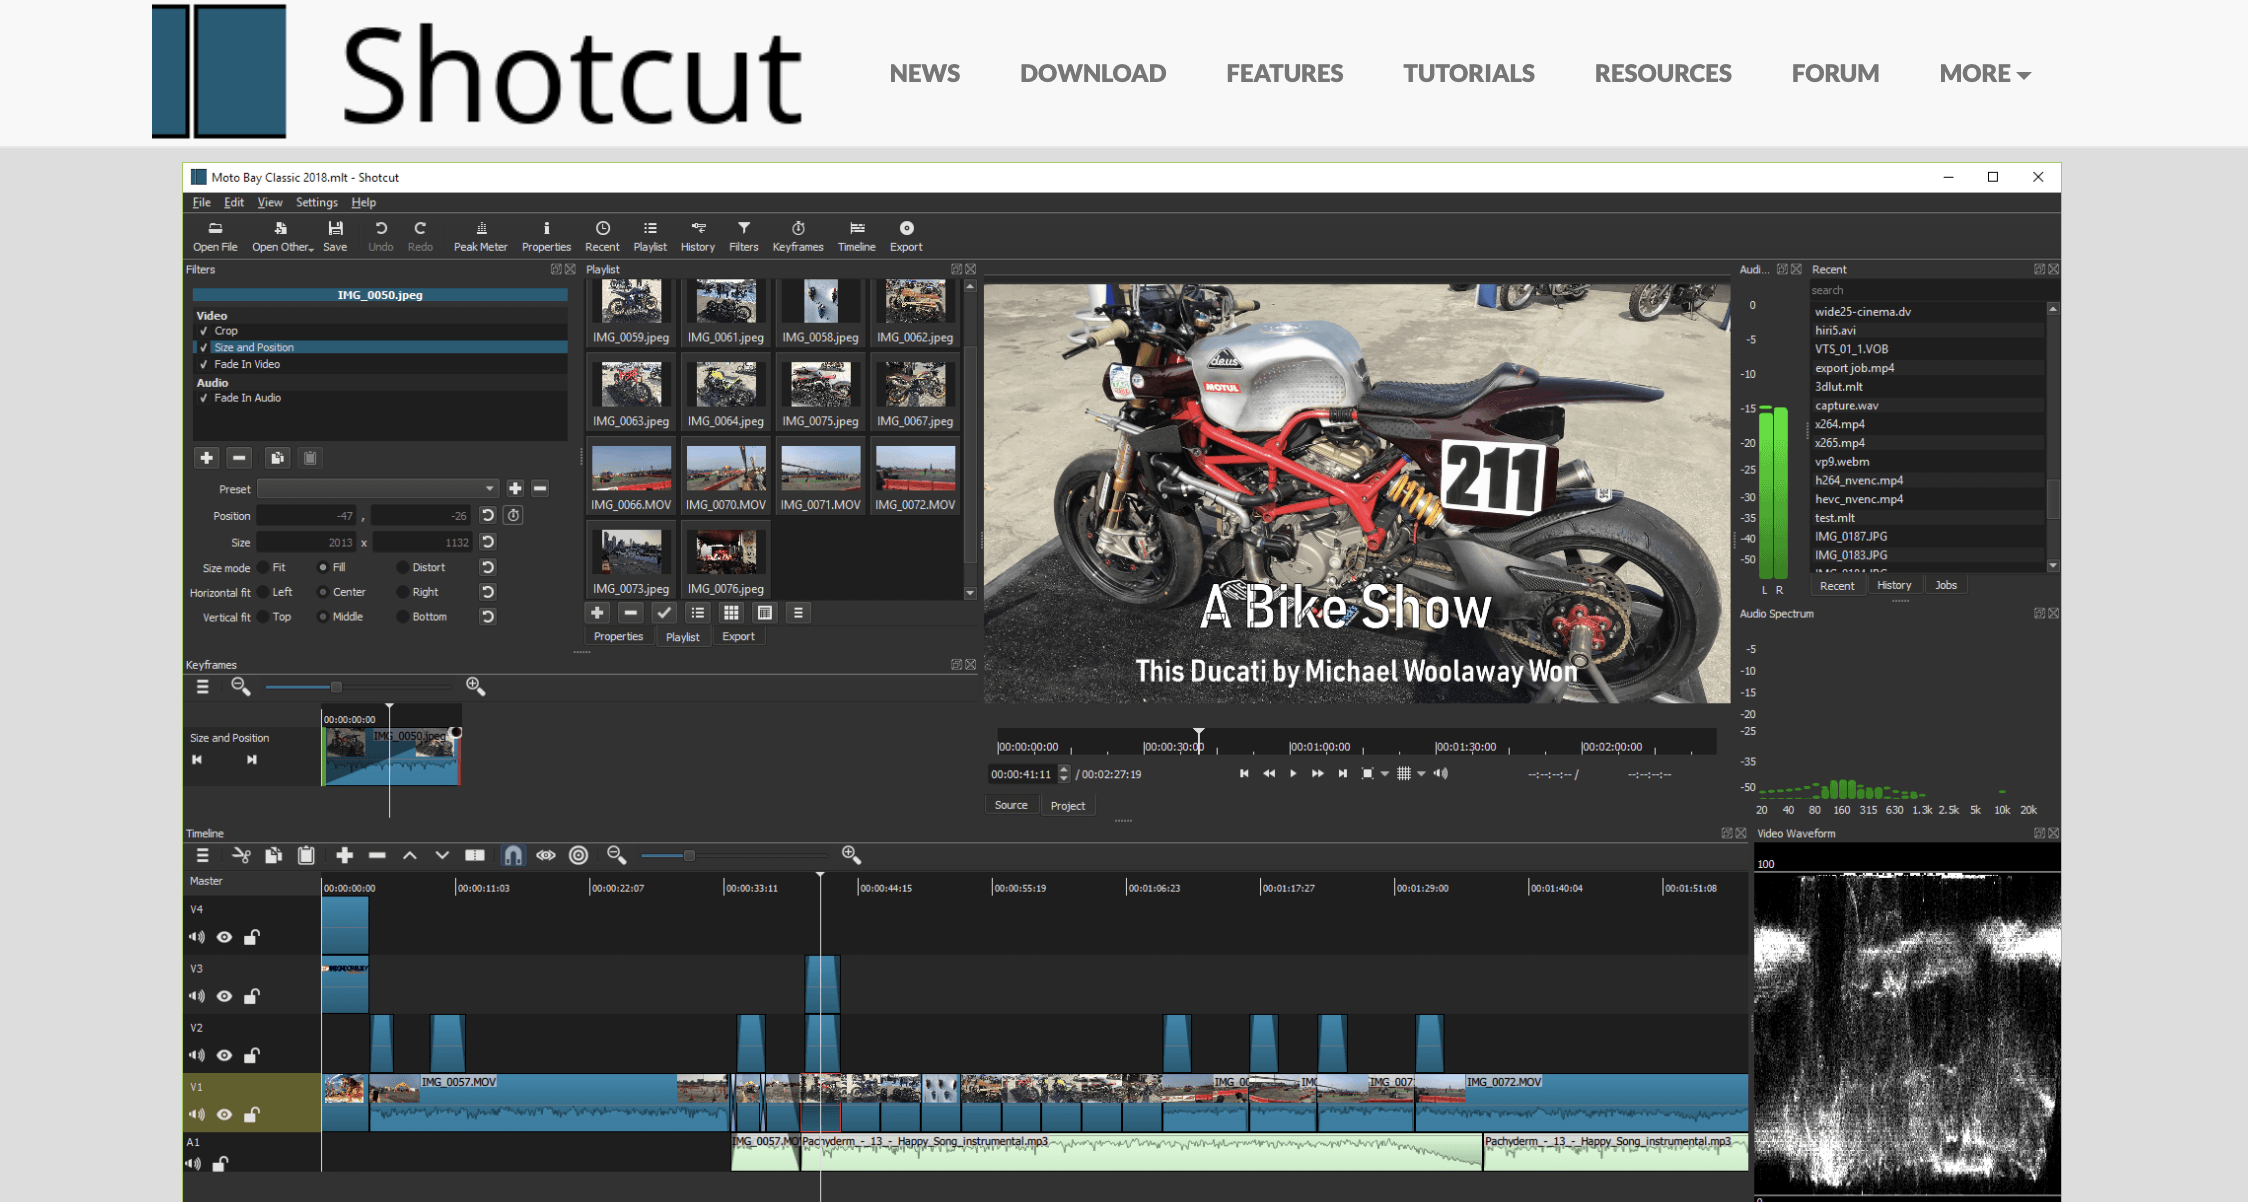 Shotcut
NEWS DOWNLOAD FEATURES TUTORIALS RESOURCES FORUM MORE
Moto Bay Classic 2018.mlt - Shotcut
File Edit View Settings Help
Open File Open Other Save Undo Redo Peak Meter Properties Recent Playlist History Filters Keyframes Timeline Export
Filters
IMG_0050.jpeg
Video
Crop
Size and Position
Fade In Video
Audio
Fade In Audio
Preset
Position -47 , -26
Size 2013 x 1132
Size mode Fit Fill Distort
Horizontal fit Left Center Right
Vertical fit Top Middle Bottom
Playlist
IMG_0059.jpeg IMG_0061.jpeg IMG_0058.jpeg IMG_0062.jpeg
IMG_0063.jpeg IMG_0064.jpeg IMG_0075.jpeg IMG_0067.jpeg
IMG_0066.MOV IMG_0070.MOV IMG_0071.MOV IMG_0072.MOV
IMG_0073.jpeg IMG_0076.jpeg
Properties Playlist Export
Keyframes
00:00:00:00
Size and Position
IMG_0050.jpeg
deus
MOTUL
211
A Bike Show
This Ducati by Michael Woolaway Won
00:00:00:00 00:00:30:00 00:01:00:00 00:01:30:00 00:02:00:00
00:00:41:11 / 00:02:27:19 --:--:--:-- / --:--:--:--
Source Project
Audi...
0
-5
-10
-15
-20
-25
-30
-35
-40
-50
L R
Recent
search
wide25-cinema.dv
hiri5.avi
VTS_01_1.VOB
export job.mp4
3dlut.mlt
capture.wav
x264.mp4
x265.mp4
vp9.webm
h264_nvenc.mp4
hevc_nvenc.mp4
test.mlt
IMG_0187.JPG
IMG_0183.JPG
Recent History Jobs
Audio Spectrum
-5
-10
-15
-20
-25
-35
-50
20 40 80 160 315 630 1.3k 2.5k 5k 10k 20k
Timeline
Master
00:00:00:00 00:00:11:03 00:00:22:07 00:00:33:11 00:00:44:15 00:00:55:19 00:01:06:23 00:01:17:27 00:01:29:00 00:01:40:04 00:01:51:08
V4
V3
V2
V1
IMG_0057.MOV IMG_0072.MOV
A1
Pachyderm_-_13_-_Happy_Song_instrumental.mp3 Pachyderm_-_13_-_Happy_Song_instrumental.mp3
Video Waveform
100